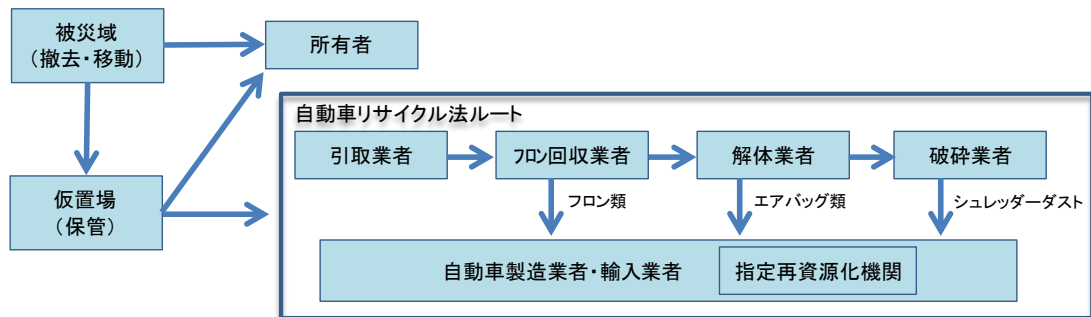 被災域
（撤去・移動）
所有者
自動車リサイクル法ルート
引取業者
フロン回収業者
解体業者
破砕業者
仮置場
（保管）
フロン類
エアバッグ類
シュレッダーダスト
自動車製造業者・輸入業者
指定再資源化機関